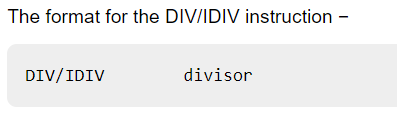 The format for the DIV/IDIV instruction −
DIV/IDIV divisor